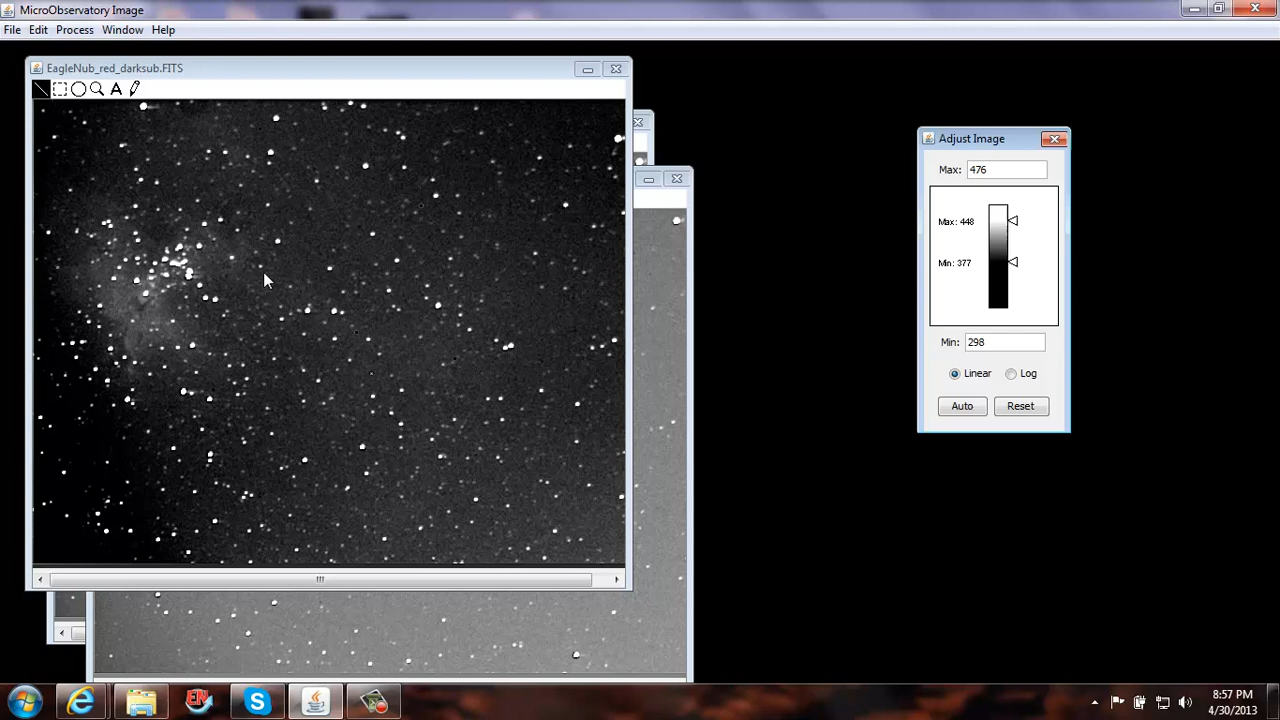 MicroObservatory Image
File Edit Process Window Help
EagleNub_red_darksub.FITS
A
Adjust Image
Max: 476
Max: 448
Min: 377
Min: 298
Linear Log
Auto Reset
EN
8:57 PM
4/30/2013